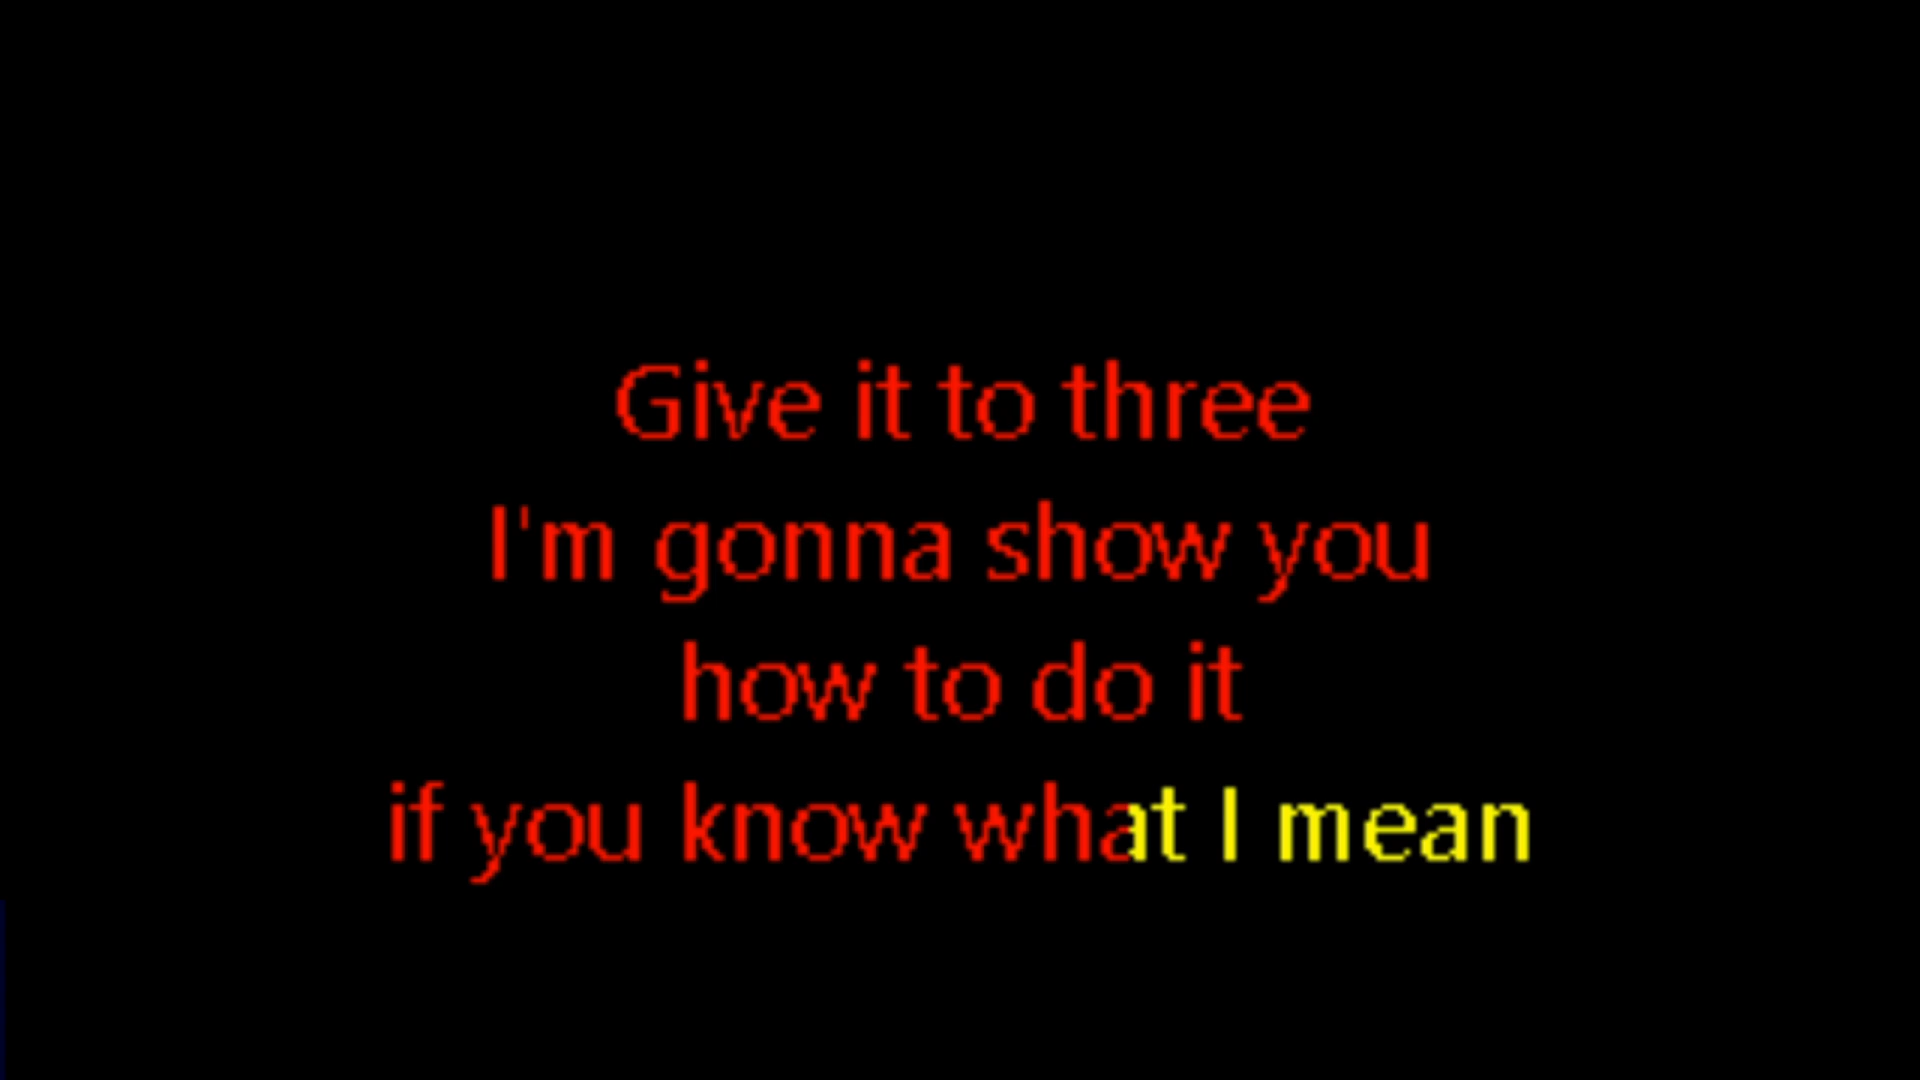 Give it to three
I'm gonna show you
how to do it
if you know what I mean